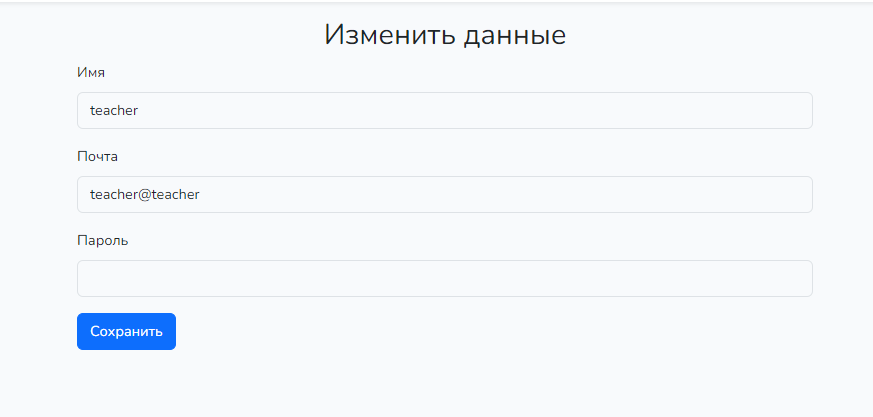 Изменить данные
Имя
teacher
Почта
teacher@teacher
Пароль
Сохранить